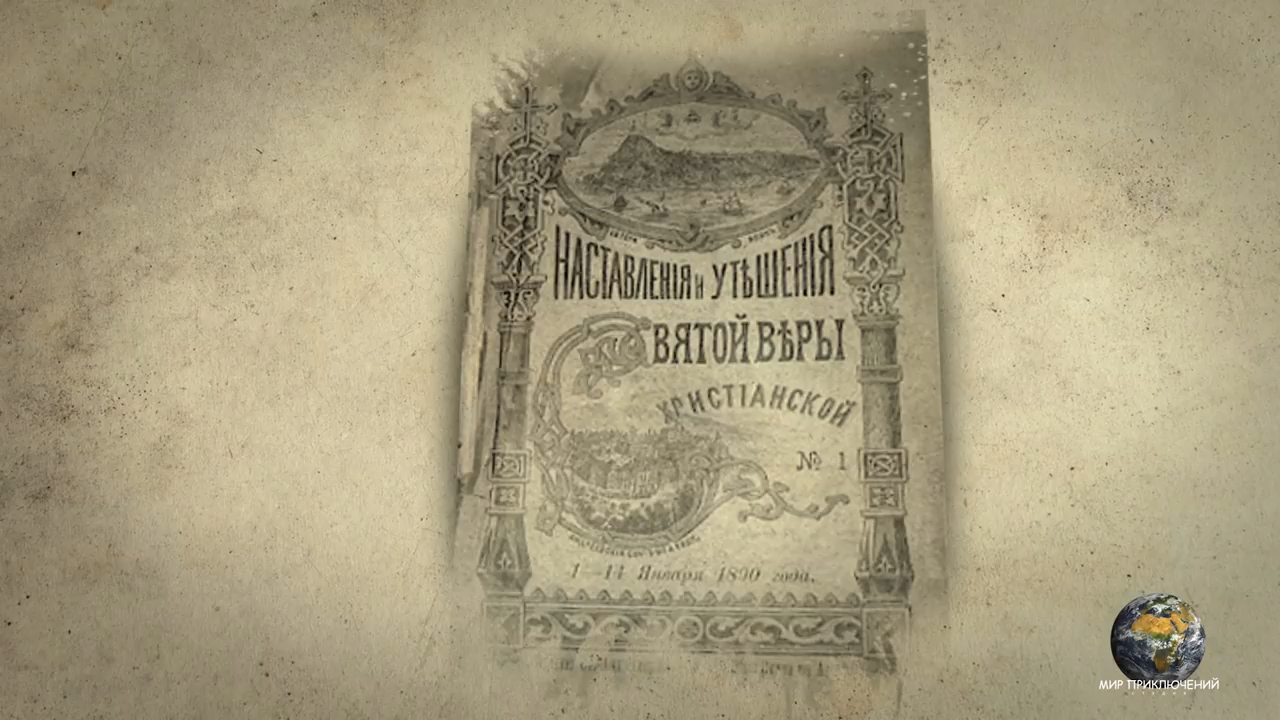 НАСТАВЛЕНІЯ и УТѢШЕНІЯ
СВЯТОЙ ВѢРЫ
ХРИСТІАНСКОЙ
№ 1
1—14 Января 1890 года.
МИР ПРИКЛЮЧЕНИЙ